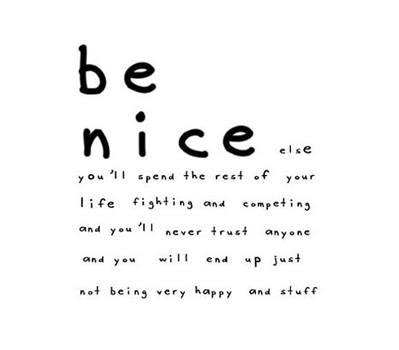 be
nice else
you'll spend the rest of your
life fighting and competing
and you'll never trust anyone
and you will end up just
not being very happy and stuff